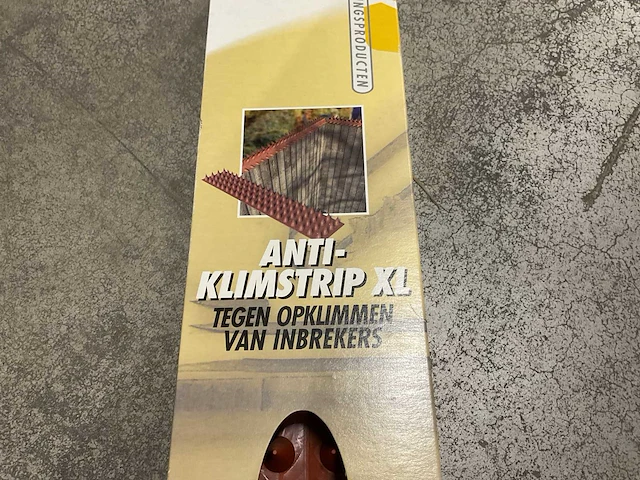 NGSPRODUCTEN
ANTI-
KLIMSTRIP XL
TEGEN OPKLIMMEN
VAN INBREKERS